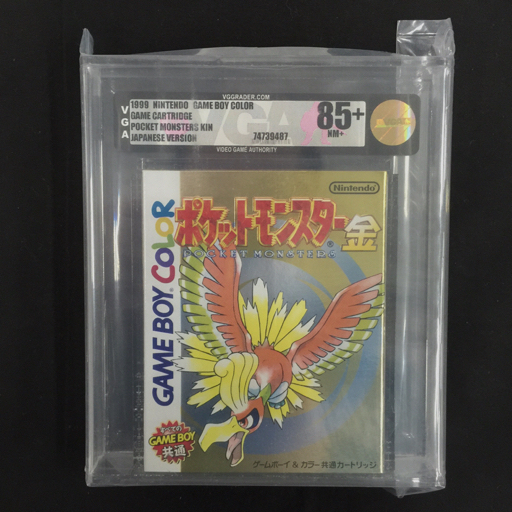 VGGRADER.COM
VGA
1999 NINTENDO GAME BOY COLOR
GAME CARTRIDGE
POCKET MONSTERS KIN
JAPANESE VERSION
74739487
85+
NM+
VIDEO GAME AUTHORITY
Nintendo
GAME BOY COLOR
ポケットモンスター 金
POCKET MONSTERS
GAME BOY
共通
ゲームボーイ & カラー共通カートリッジ